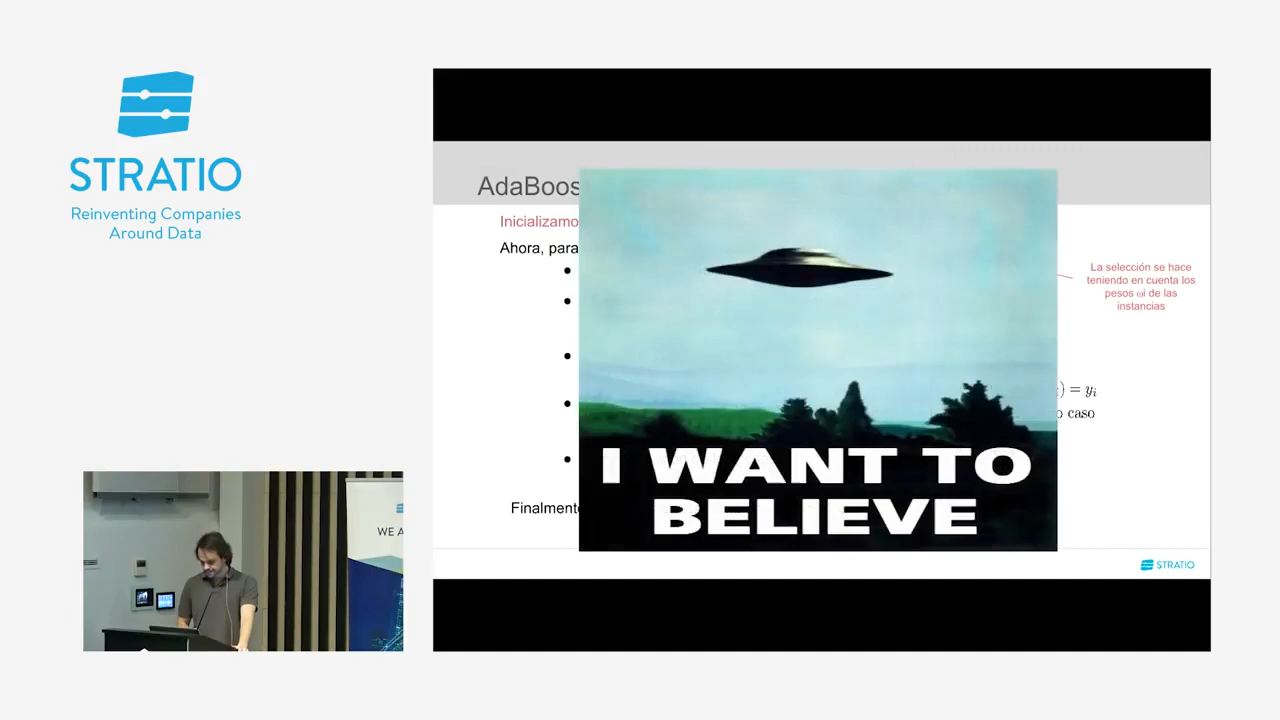 STRATIO
Reinventing Companies
Around Data
AdaBoos
Inicializamo
Ahora, para
La selección se hace
teniendo en cuenta los
pesos ωi de las
instancias
) = yᵢ
o caso
I WANT TO
BELIEVE
Finalmente
STRATIO
WE A